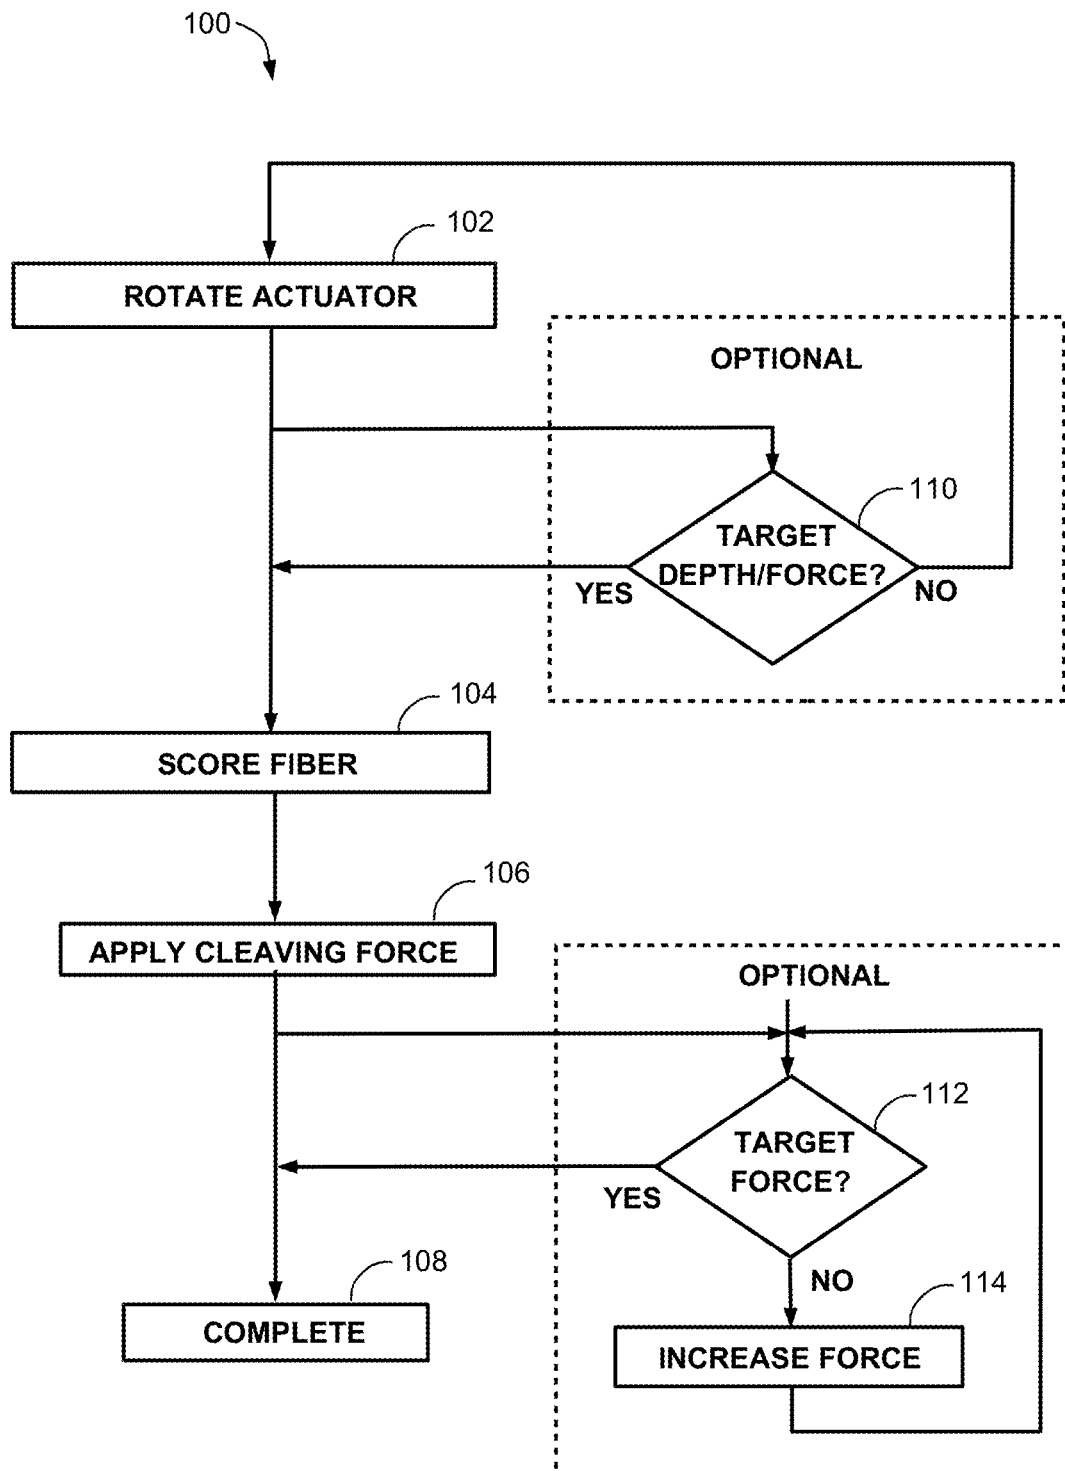 100
102
ROTATE ACTUATOR
OPTIONAL
110
TARGET
DEPTH/FORCE?
YES
NO
104
SCORE FIBER
106
APPLY CLEAVING FORCE
OPTIONAL
112
TARGET
FORCE?
YES
NO
108
COMPLETE
114
INCREASE FORCE